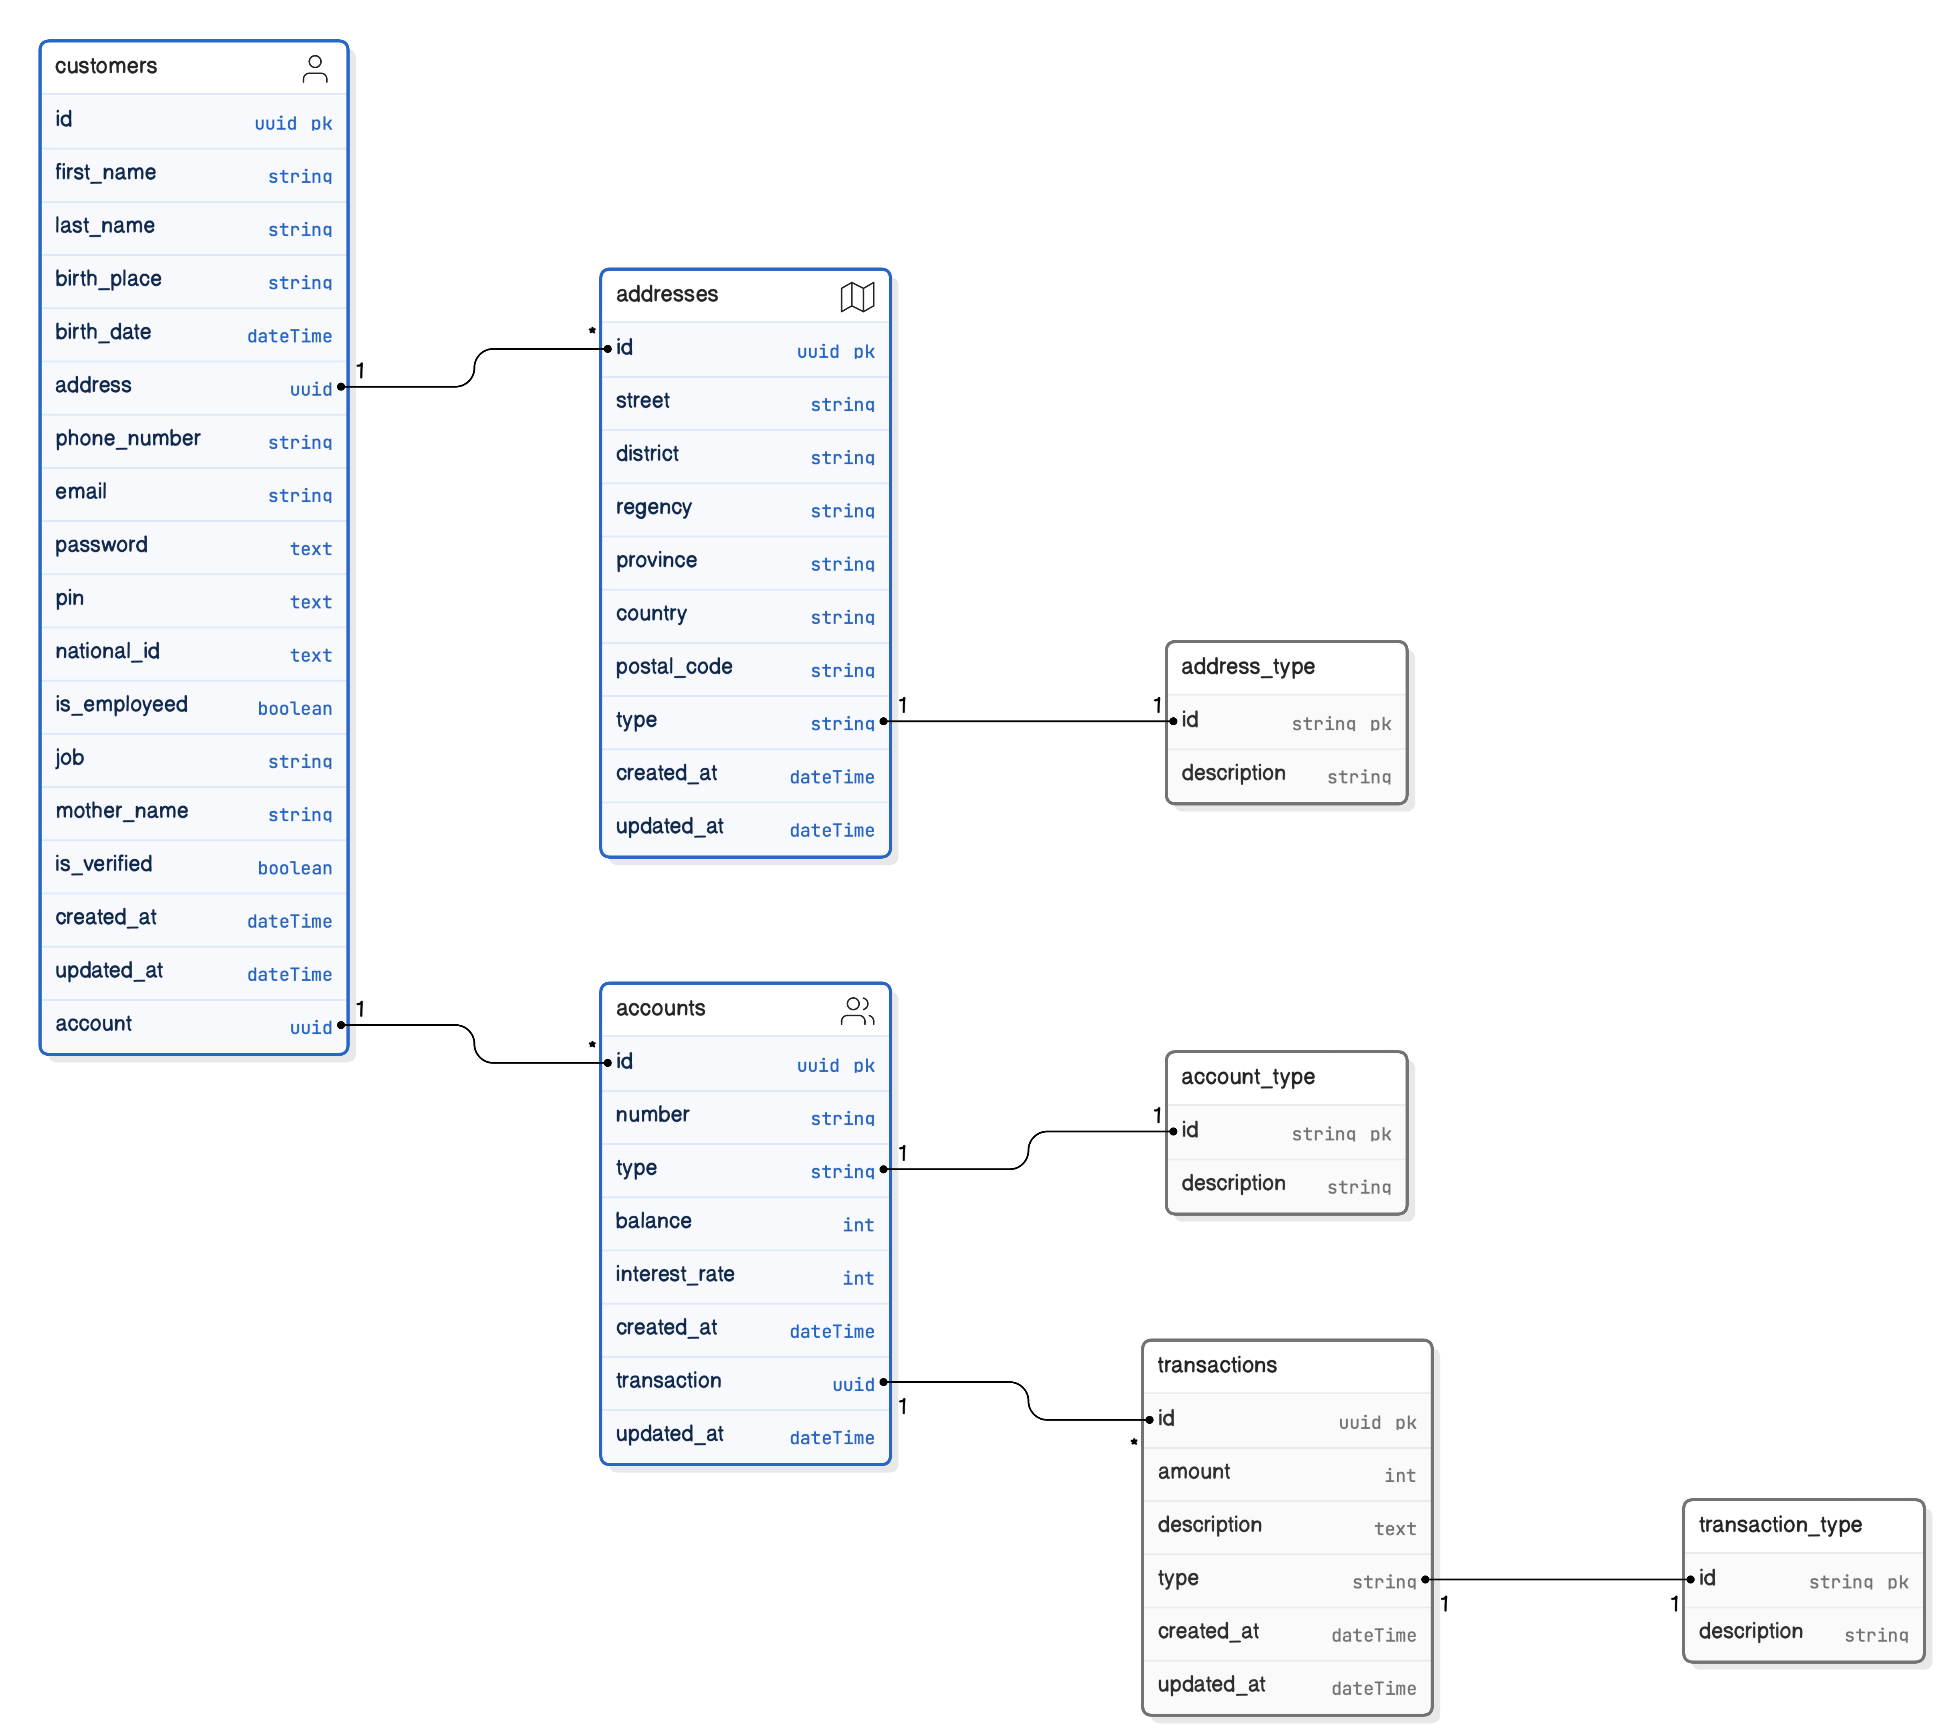 customers
id uuid pk
first_name string
last_name string
birth_place string
birth_date dateTime
address uuid
1
phone_number string
email string
password text
pin text
national_id text
is_employeed boolean
job string
mother_name string
is_verified boolean
created_at dateTime
updated_at dateTime
account uuid
1
addresses
*
id uuid pk
street string
district string
regency string
province string
country string
postal_code string
type string
1
created_at dateTime
updated_at dateTime
address_type
1
id string pk
description string
accounts
*
id uuid pk
number string
type string
1
balance int
interest_rate int
created_at dateTime
transaction uuid
1
updated_at dateTime
account_type
1
id string pk
description string
transactions
id uuid pk
*
amount int
description text
type string
1
created_at dateTime
updated_at dateTime
transaction_type
id string pk
1
description string